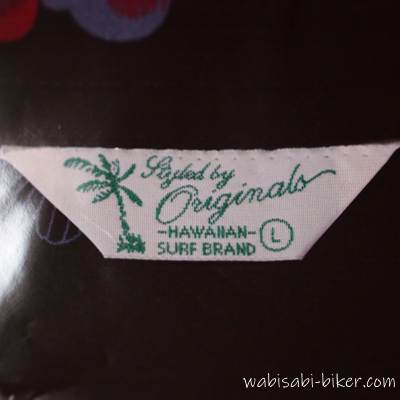 Styled by
Originals
-HAWAIIAN-
SURF BRAND
L
wabisabi-biker.com